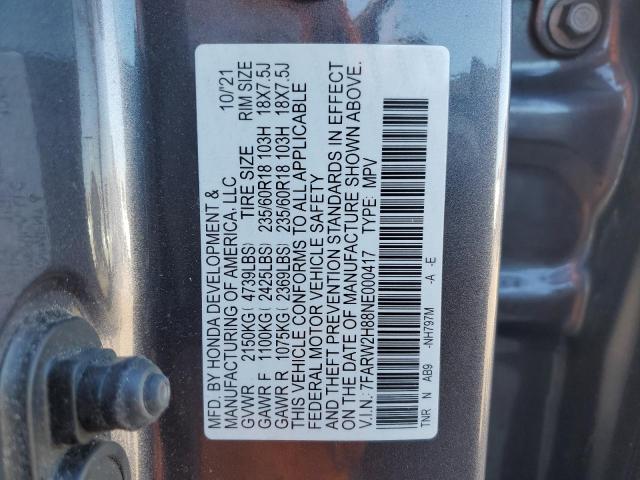 MFD. BY HONDA DEVELOPMENT & 10/'21
MANUFACTURING OF AMERICA, LLC
GVWR 2150KG( 4739LBS) TIRE SIZE RIM SIZE
GAWR F 1100KG( 2425LBS) 235/60R18 103H 18X7.5J
GAWR R 1075KG( 2369LBS) 235/60R18 103H 18X7.5J
THIS VEHICLE CONFORMS TO ALL APPLICABLE
FEDERAL MOTOR VEHICLE SAFETY
AND THEFT PREVENTION STANDARDS IN EFFECT
ON THE DATE OF MANUFACTURE SHOWN ABOVE.
V.I.N.: 7FARW2H88NE000417 TYPE: MPV
TNR N AB9 -NH797M -A -E